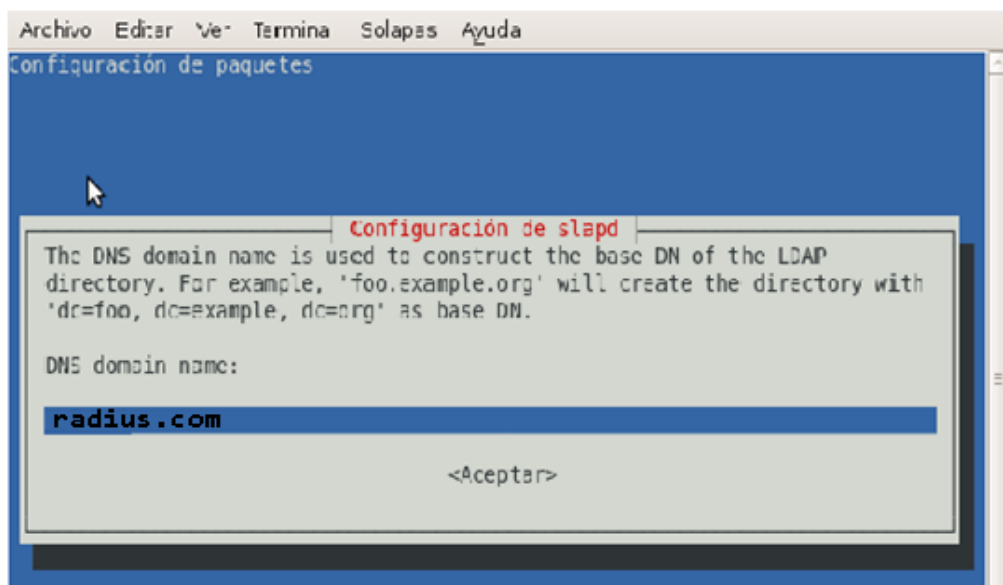 Archivo Editar Ver Termina Solapas Ayuda
Configuración de paquetes
Configuración de slapd
The DNS domain name is used to construct the base DN of the LDAP
directory. For example, 'foo.example.org' will create the directory with
'dc=foo, dc=example, dc=org' as base DN.
DNS domain name:
radius.com
<Aceptar>